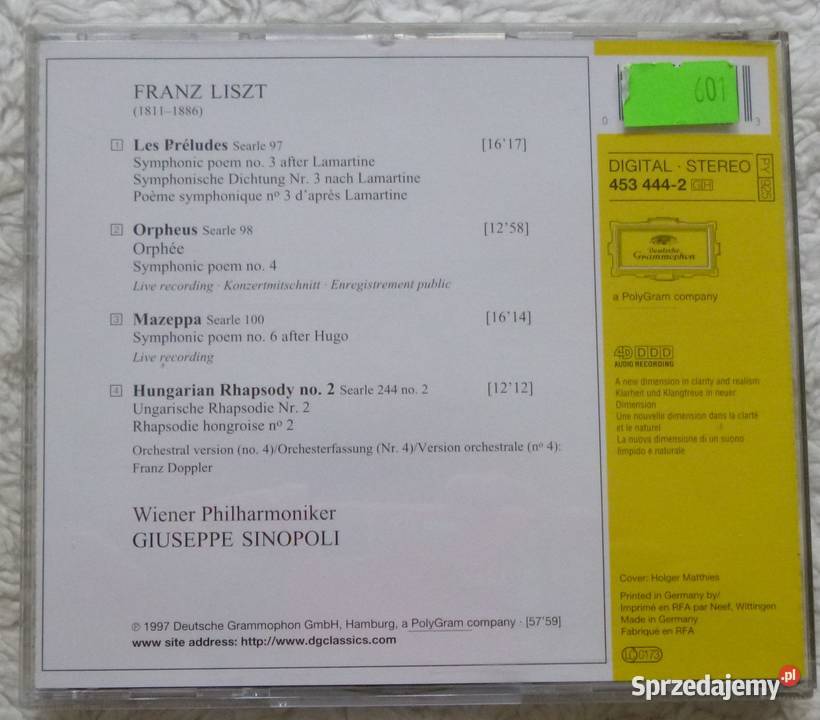 FRANZ LISZT
(1811–1886)
1 Les Préludes Searle 97 [16'17]
Symphonic poem no. 3 after Lamartine
Symphonische Dichtung Nr. 3 nach Lamartine
Poème symphonique nº 3 d'après Lamartine
2 Orpheus Searle 98 [12'58]
Orphée
Symphonic poem no. 4
Live recording · Konzertmitschnitt · Enregistrement public
3 Mazeppa Searle 100 [16'14]
Symphonic poem no. 6 after Hugo
Live recording
4 Hungarian Rhapsody no. 2 Searle 244 no. 2 [12'12]
Ungarische Rhapsodie Nr. 2
Rhapsodie hongroise nº 2
Orchestral version (no. 4)/Orchesterfassung (Nr. 4)/Version orchestrale (nº 4):
Franz Doppler
Wiener Philharmoniker
GIUSEPPE SINOPOLI
℗ 1997 Deutsche Grammophon GmbH, Hamburg, a PolyGram company · [57'59]
www site address: http://www.dgclassics.com
601
0
3
DIGITAL · STEREO
453 444-2 GH
PY 925
Deutsche
Grammophon
a PolyGram company
4D DDD
AUDIO RECORDING
A new dimension in clarity and realism
Klarheit und Klangtreue in neuer
Dimension
Une nouvelle dimension dans la clarté
et le naturel
La nuova dimensione di un suono
limpido e naturale
Cover: Holger Matthies
Printed in Germany by/
Imprimé en RFA par Neef, Wittingen
Made in Germany
Fabriqué en RFA
LC 0173
Sprzedajemy.pl